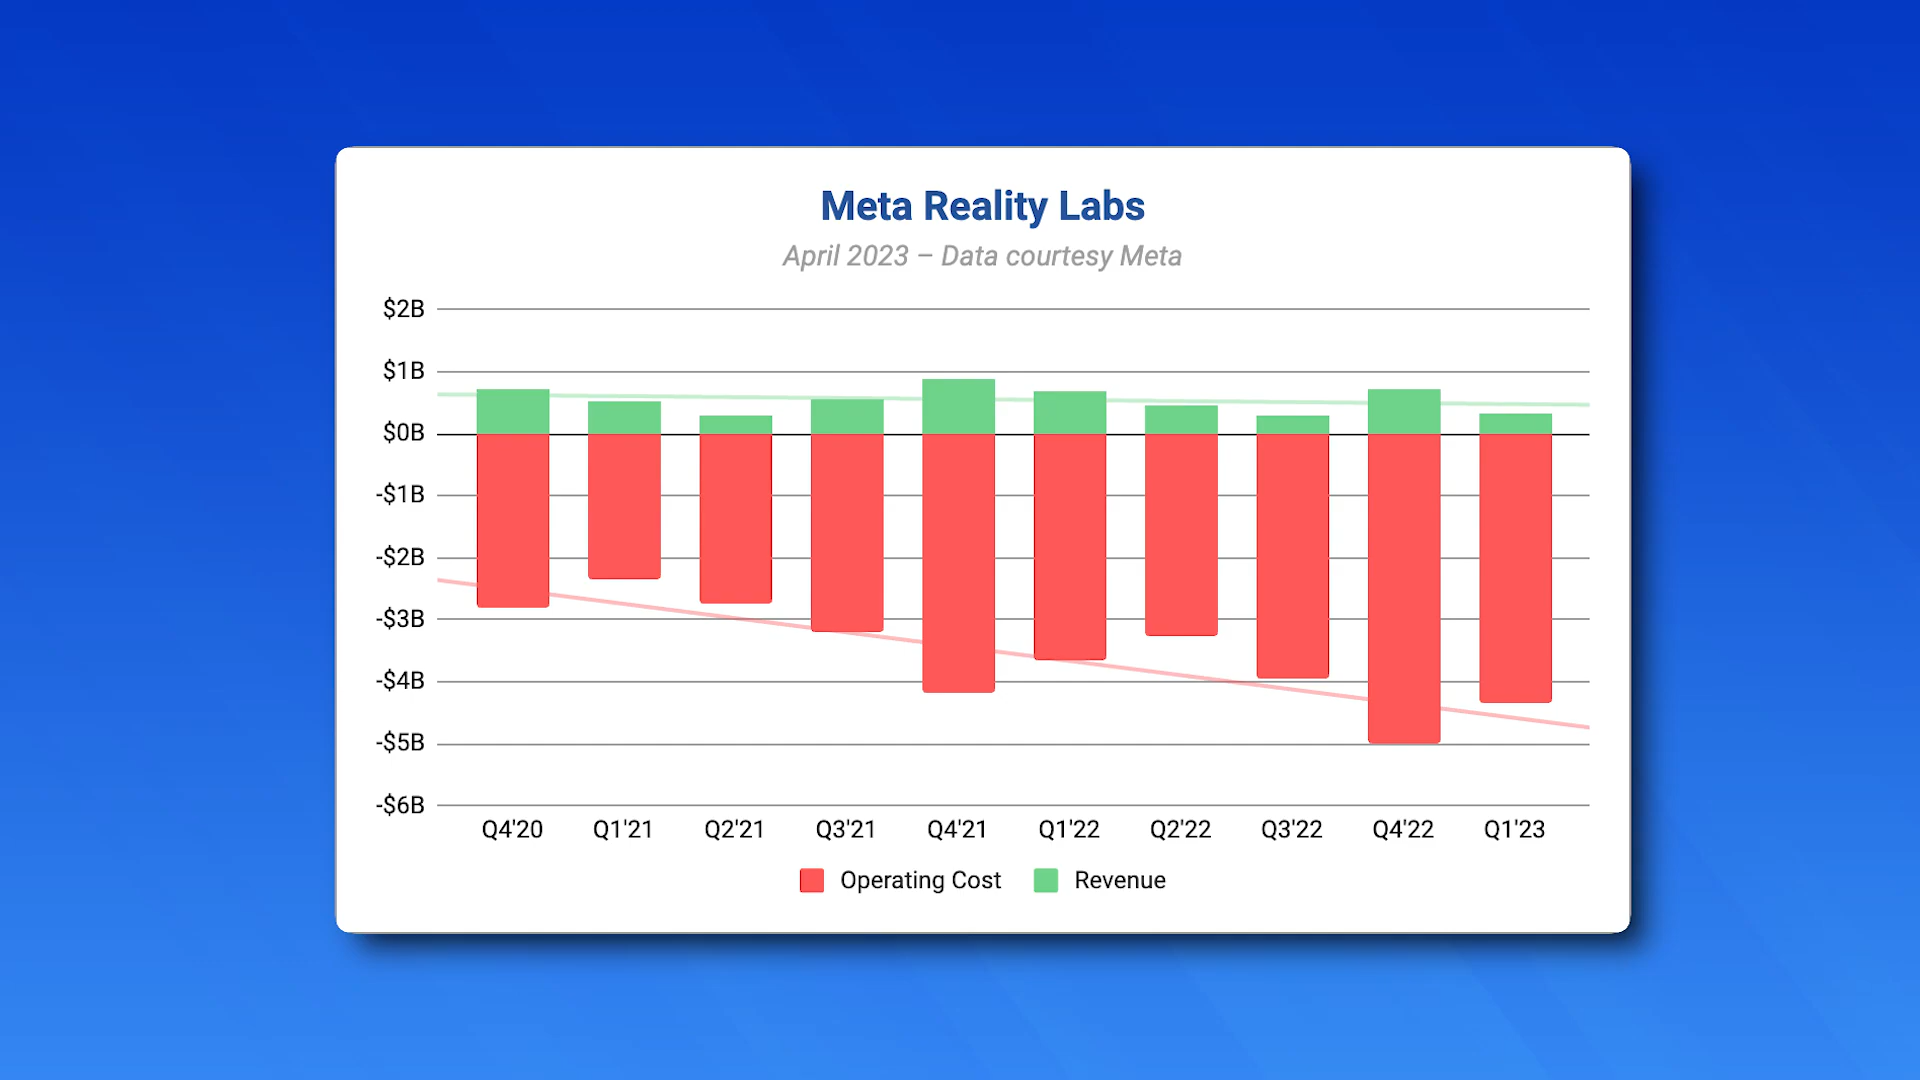 Meta Reality Labs
April 2023 – Data courtesy Meta
$2B
$1B
$0B
-$1B
-$2B
-$3B
-$4B
-$5B
-$6B
Q4'20 Q1'21 Q2'21 Q3'21 Q4'21 Q1'22 Q2'22 Q3'22 Q4'22 Q1'23
Operating Cost Revenue